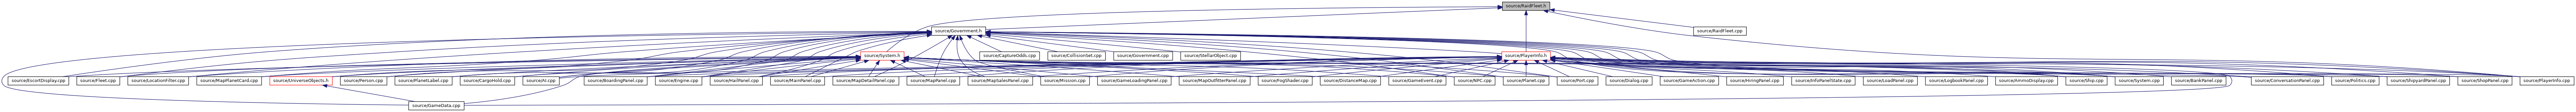 source/RaidFleet.h
source/Government.h
source/RaidFleet.cpp
source/System.h
source/CaptureOdds.cpp
source/CollisionSet.cpp
source/Government.cpp
source/StellarObject.cpp
source/PlayerInfo.h
source/EscortDisplay.cpp
source/Fleet.cpp
source/LocationFilter.cpp
source/MapPlanetCard.cpp
source/UniverseObjects.h
source/Person.cpp
source/PlanetLabel.cpp
source/CargoHold.cpp
source/AI.cpp
source/BoardingPanel.cpp
source/Engine.cpp
source/HailPanel.cpp
source/MainPanel.cpp
source/MapDetailPanel.cpp
source/MapPanel.cpp
source/MapSalesPanel.cpp
source/Mission.cpp
source/GameLoadingPanel.cpp
source/MapOutfitterPanel.cpp
source/FogShader.cpp
source/DistanceMap.cpp
source/GameEvent.cpp
source/NPC.cpp
source/Planet.cpp
source/Port.cpp
source/Dialog.cpp
source/GameAction.cpp
source/HiringPanel.cpp
source/InfoPanelState.cpp
source/LoadPanel.cpp
source/LogbookPanel.cpp
source/AmmoDisplay.cpp
source/Ship.cpp
source/System.cpp
source/BankPanel.cpp
source/ConversationPanel.cpp
source/Politics.cpp
source/ShipyardPanel.cpp
source/ShopPanel.cpp
source/PlayerInfo.cpp
source/GameData.cpp